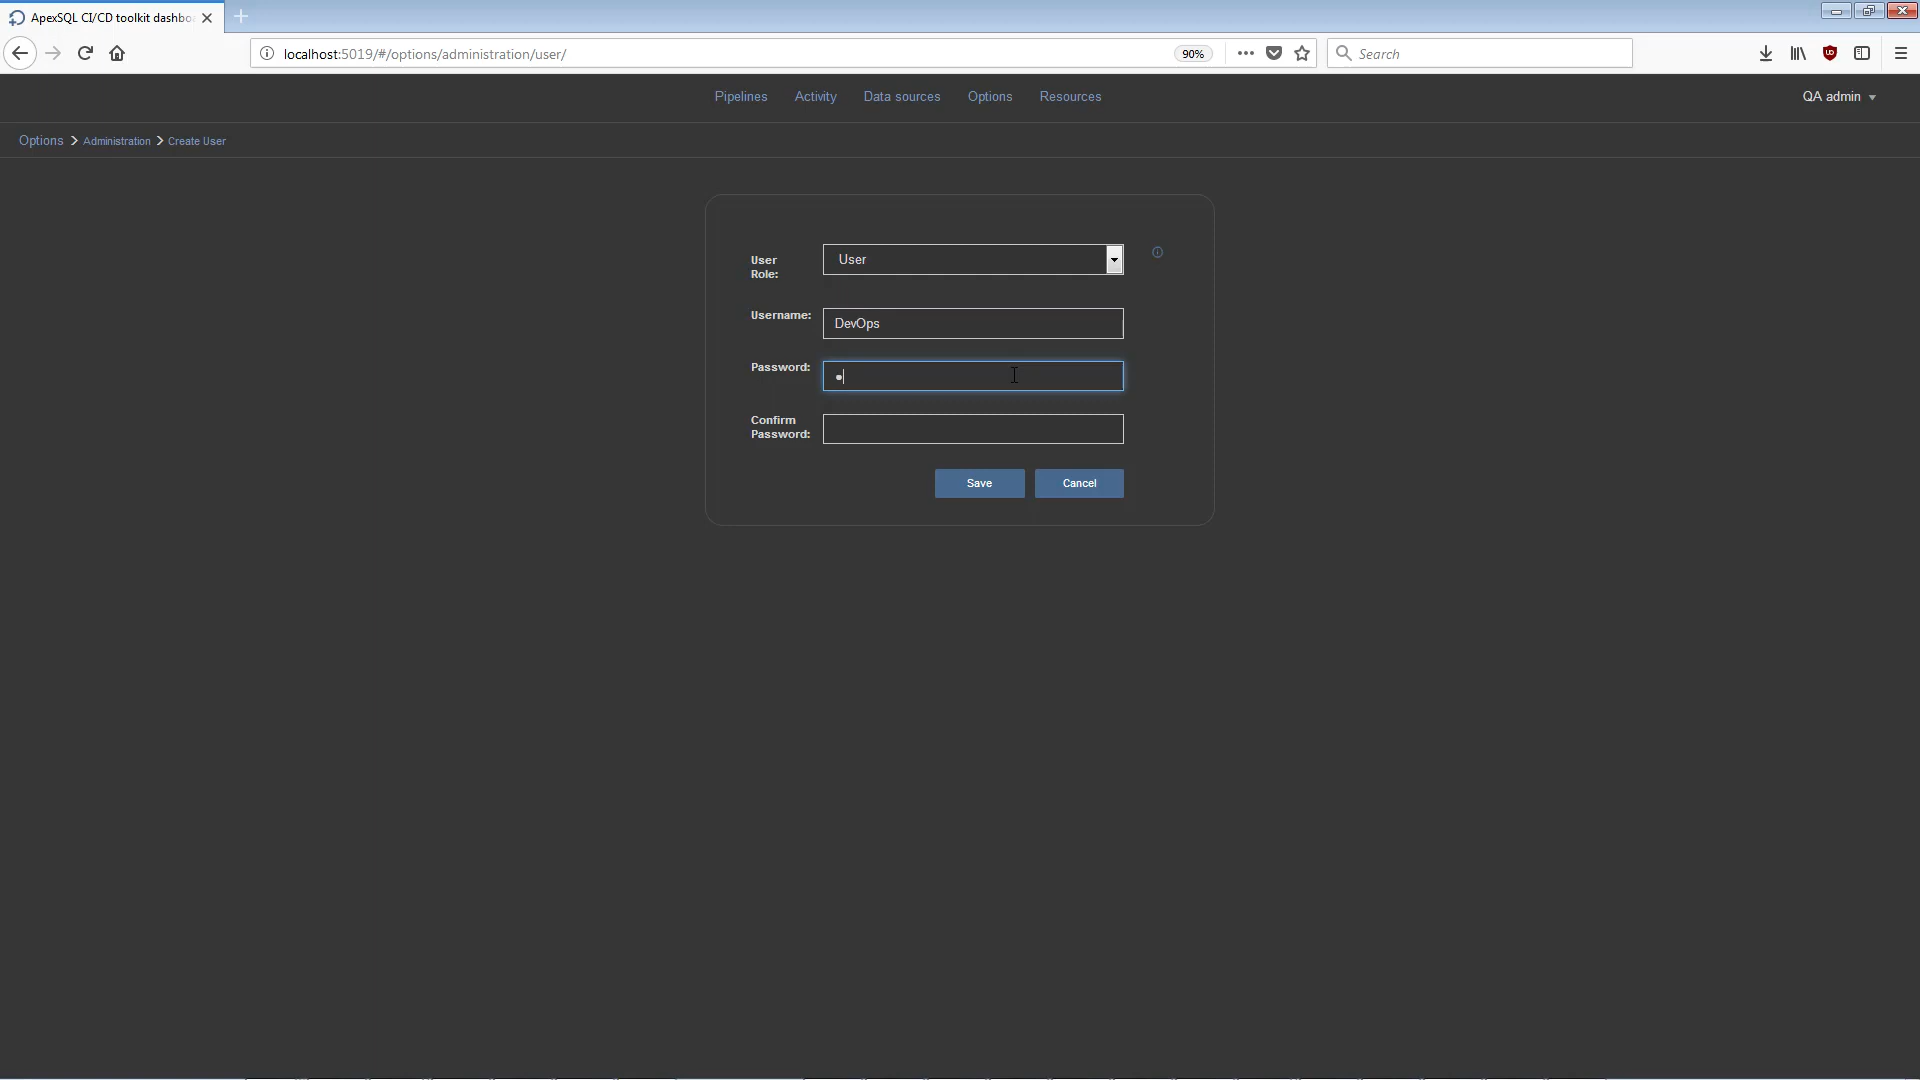 ApexSQL CI/CD toolkit dashbo
localhost:5019/#/options/administration/user/
90%
Search
Pipelines
Activity
Data sources
Options
Resources
QA admin
Options
Administration
Create User
User
Role:
User
Username:
DevOps
Password:
Confirm
Password:
Save
Cancel